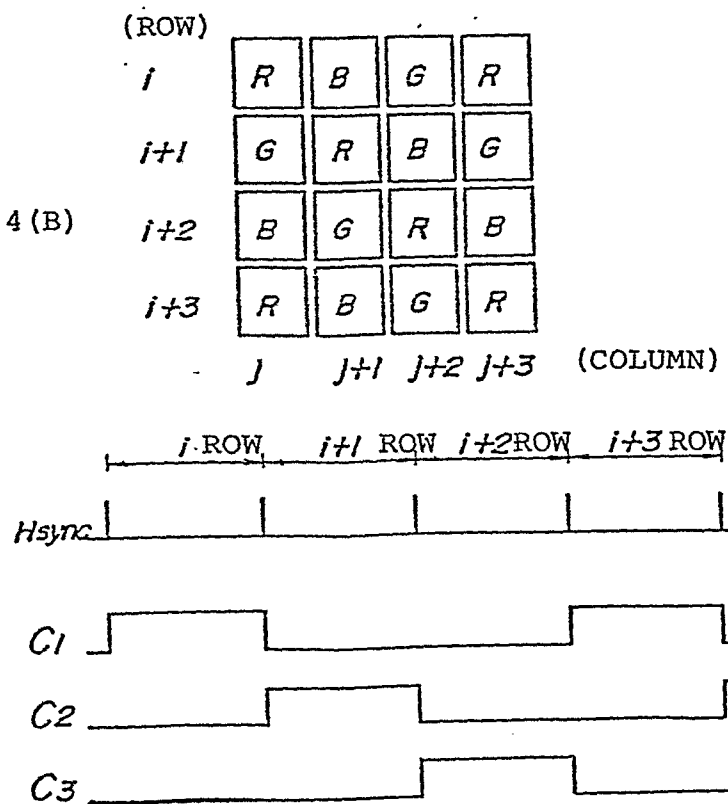 (ROW)
i R B G R
i+1 G R B G
4(B) i+2 B G R B
i+3 R B G R
j j+1 j+2 j+3 (COLUMN)
i ROW i+1 ROW i+2 ROW i+3 ROW
Hsync
C1
C2
C3